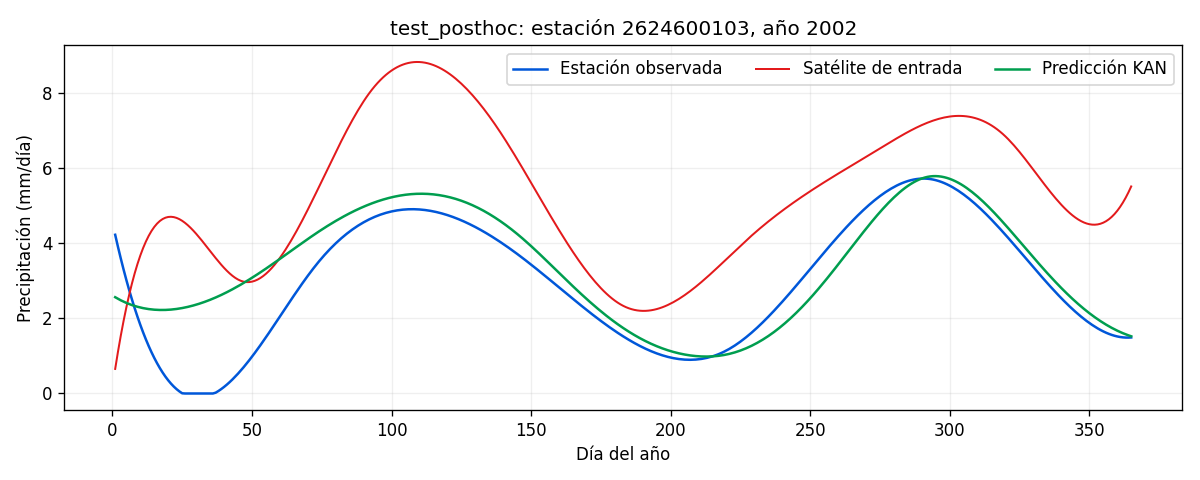 test_posthoc: estación 2624600103, año 2002
Estación observada
Satélite de entrada
Predicción KAN
Precipitación (mm/día)
8
6
4
2
0
0 50 100 150 200 250 300 350
Día del año